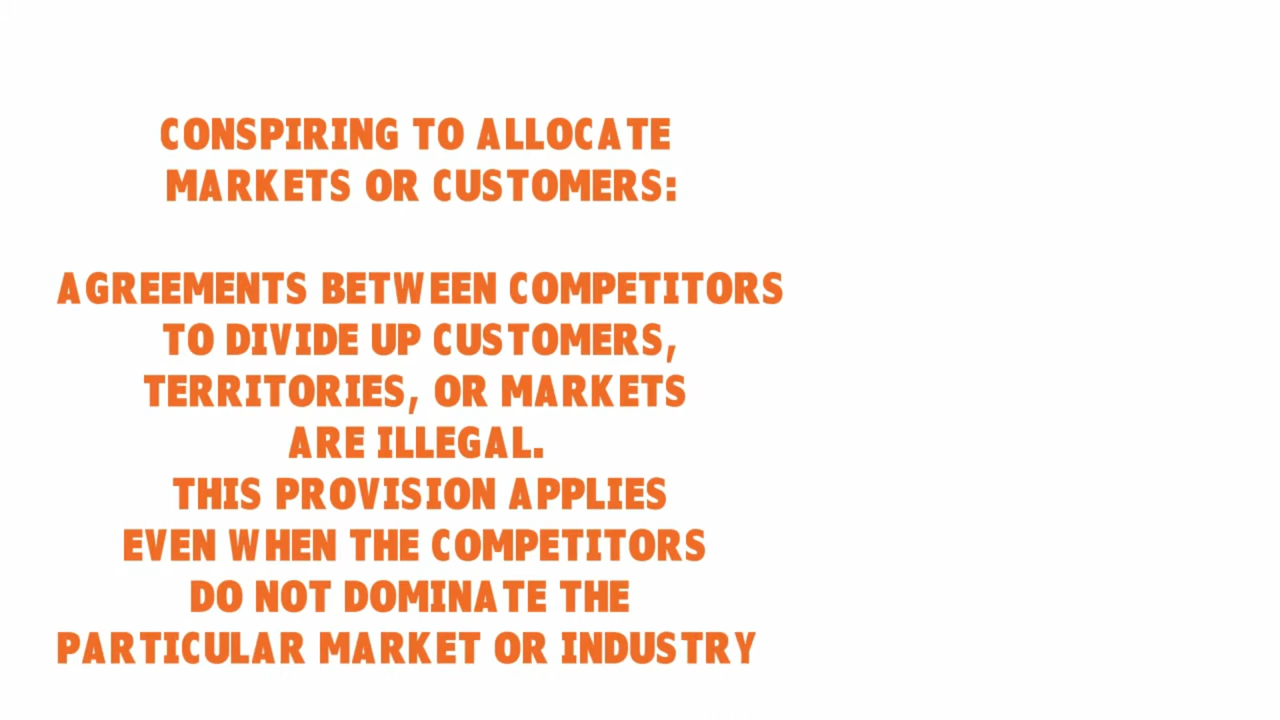 CONSPIRING TO ALLOCATE
MARKETS OR CUSTOMERS:
AGREEMENTS BETWEEN COMPETITORS
TO DIVIDE UP CUSTOMERS,
TERRITORIES, OR MARKETS
ARE ILLEGAL.
THIS PROVISION APPLIES
EVEN WHEN THE COMPETITORS
DO NOT DOMINATE THE
PARTICULAR MARKET OR INDUSTRY